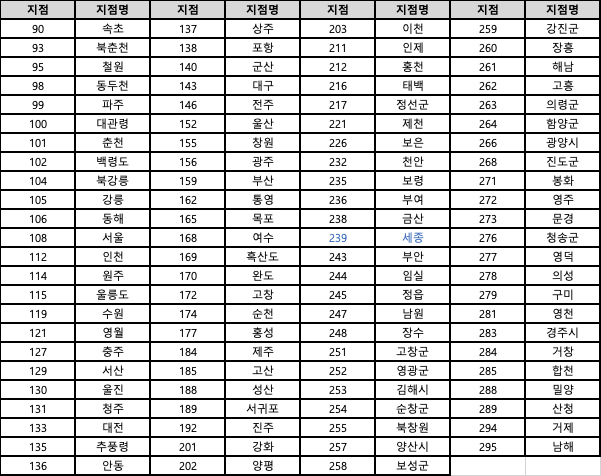 지점 지점명 지점 지점명 지점 지점명 지점 지점명
90 속초 137 상주 203 이천 259 강진군
93 북춘천 138 포항 211 인제 260 장흥
95 철원 140 군산 212 홍천 261 해남
98 동두천 143 대구 216 태백 262 고흥
99 파주 146 전주 217 정선군 263 의령군
100 대관령 152 울산 221 제천 264 함양군
101 춘천 155 창원 226 보은 266 광양시
102 백령도 156 광주 232 천안 268 진도군
104 북강릉 159 부산 235 보령 271 봉화
105 강릉 162 통영 236 부여 272 영주
106 동해 165 목포 238 금산 273 문경
108 서울 168 여수 239 세종 276 청송군
112 인천 169 흑산도 243 부안 277 영덕
114 원주 170 완도 244 임실 278 의성
115 울릉도 172 고창 245 정읍 279 구미
119 수원 174 순천 247 남원 281 영천
121 영월 177 홍성 248 장수 283 경주시
127 충주 184 제주 251 고창군 284 거창
129 서산 185 고산 252 영광군 285 합천
130 울진 188 성산 253 김해시 288 밀양
131 청주 189 서귀포 254 순창군 289 산청
133 대전 192 진주 255 북창원 294 거제
135 추풍령 201 강화 257 양산시 295 남해
136 안동 202 양평 258 보성군